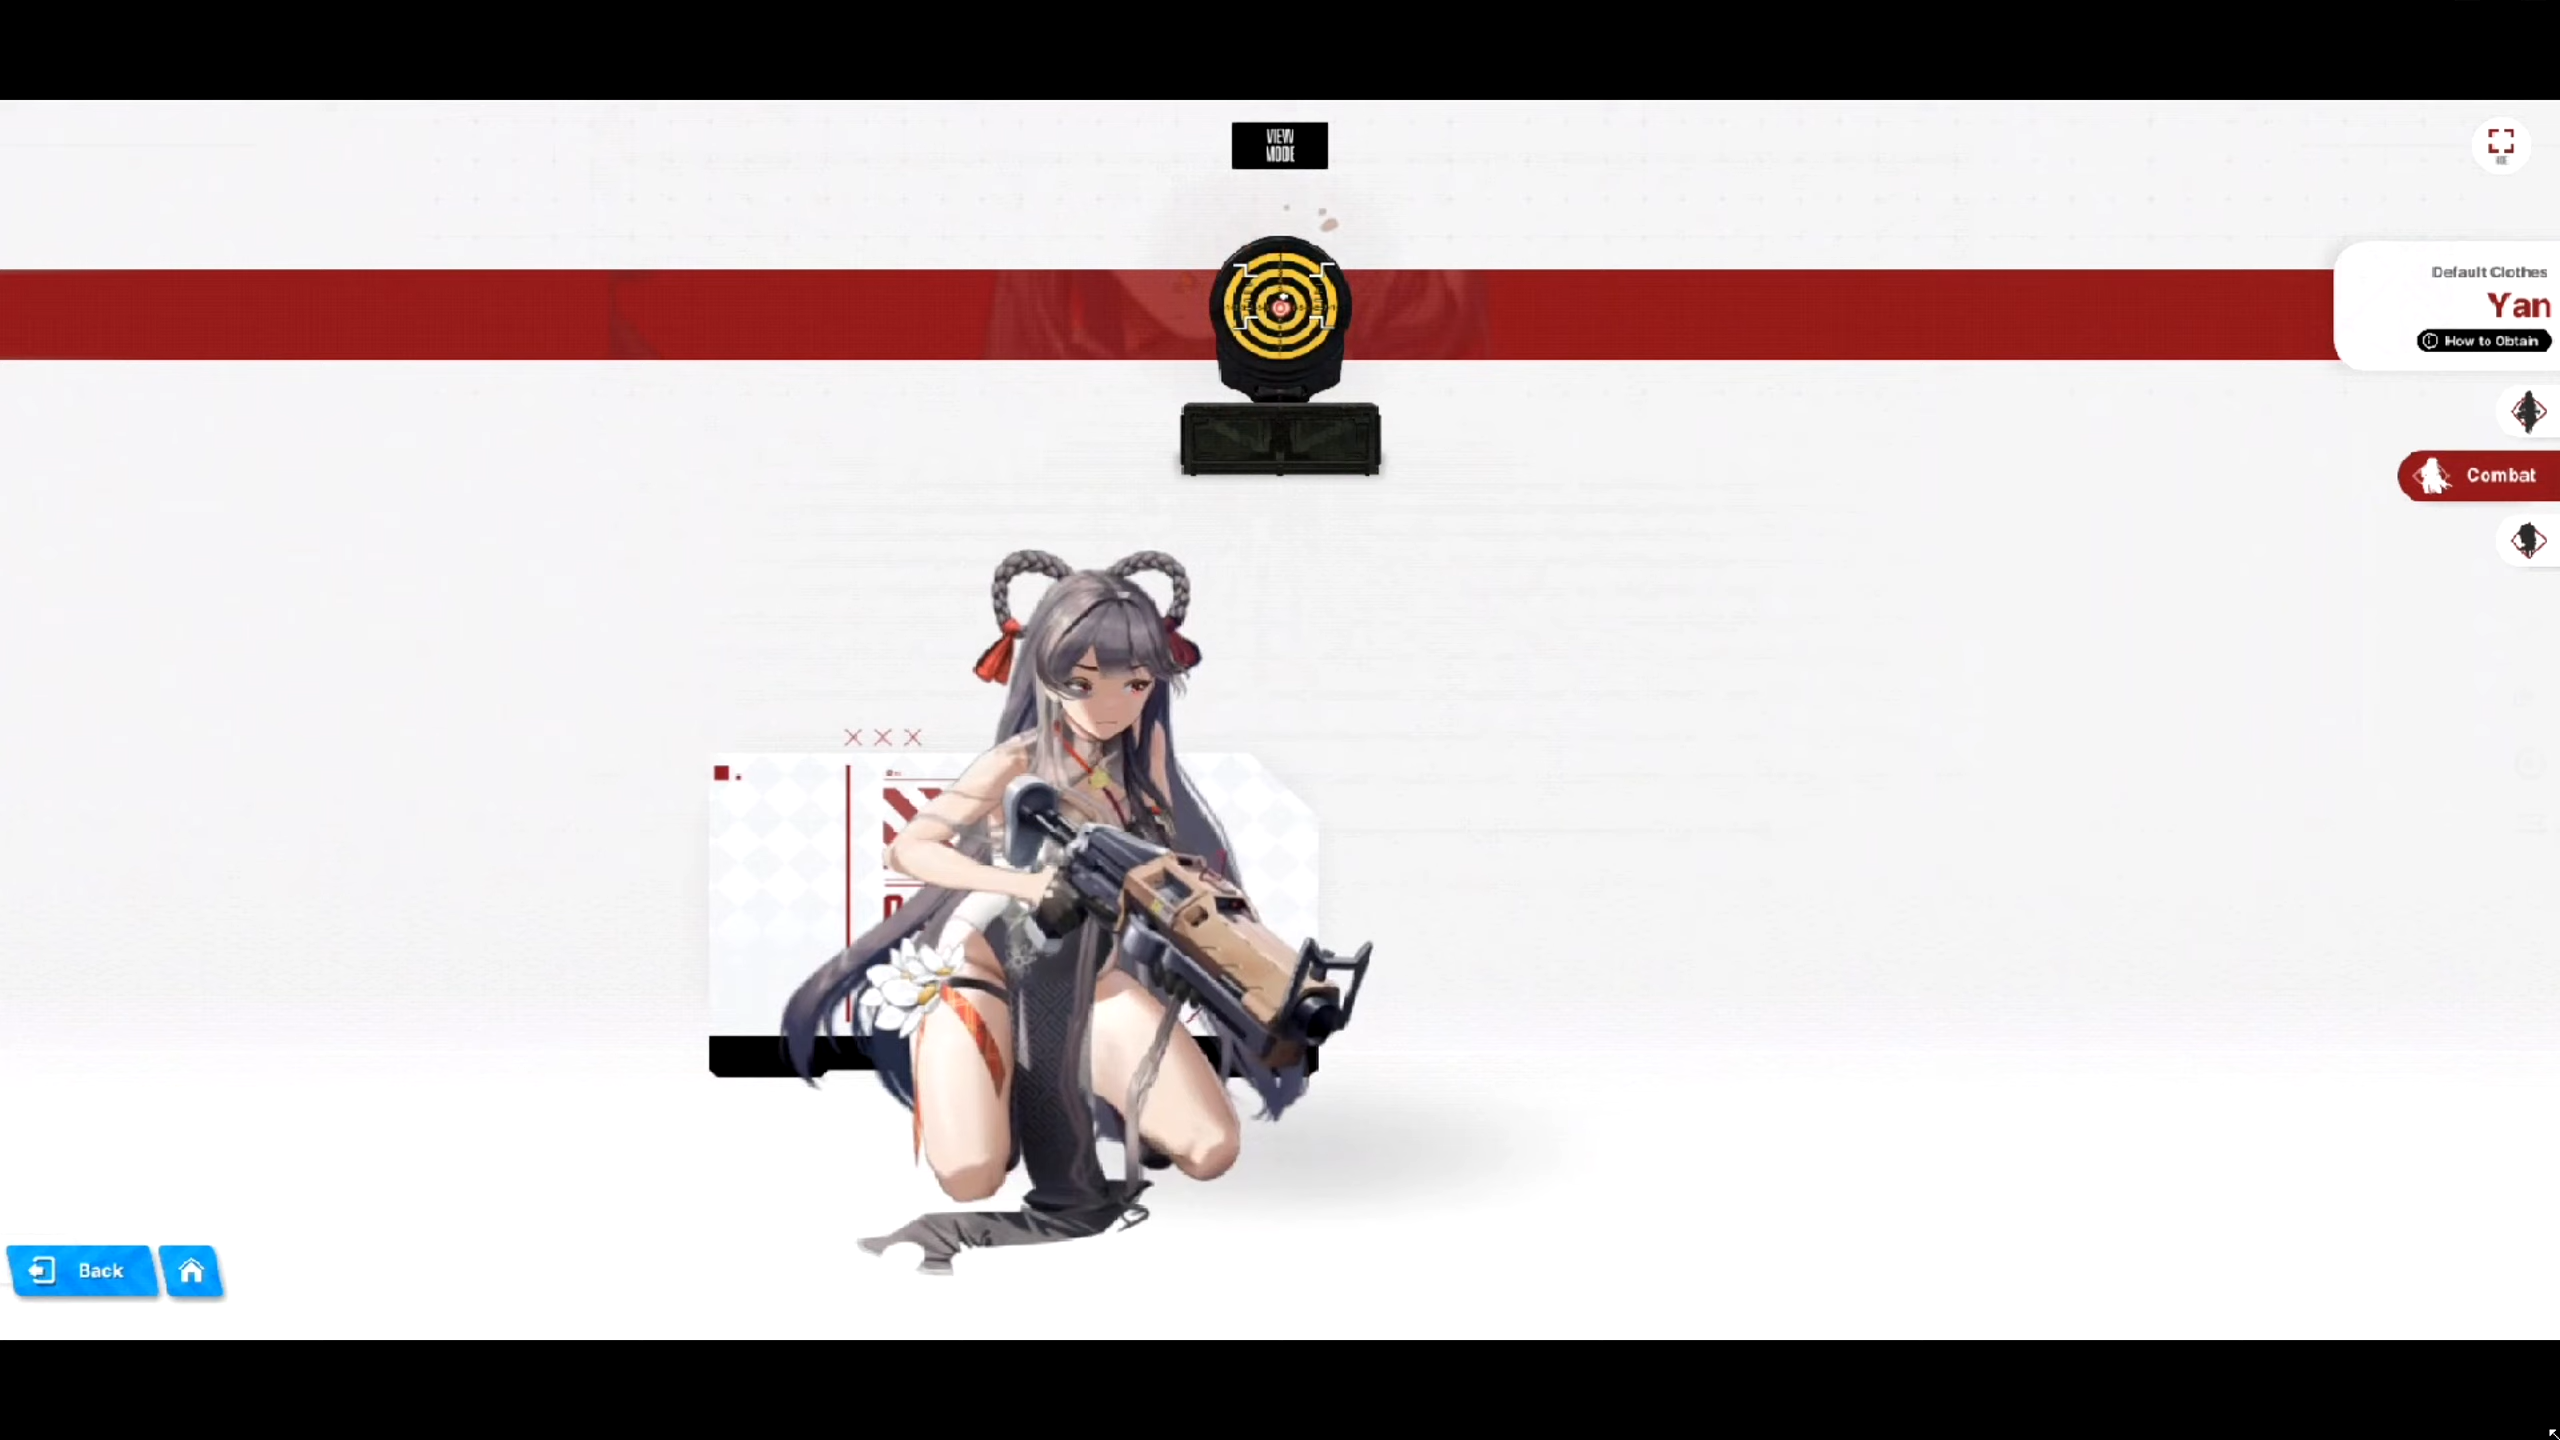 VIEW
MODE
Default Clothes
Yan
How to Obtain
Combat
Back